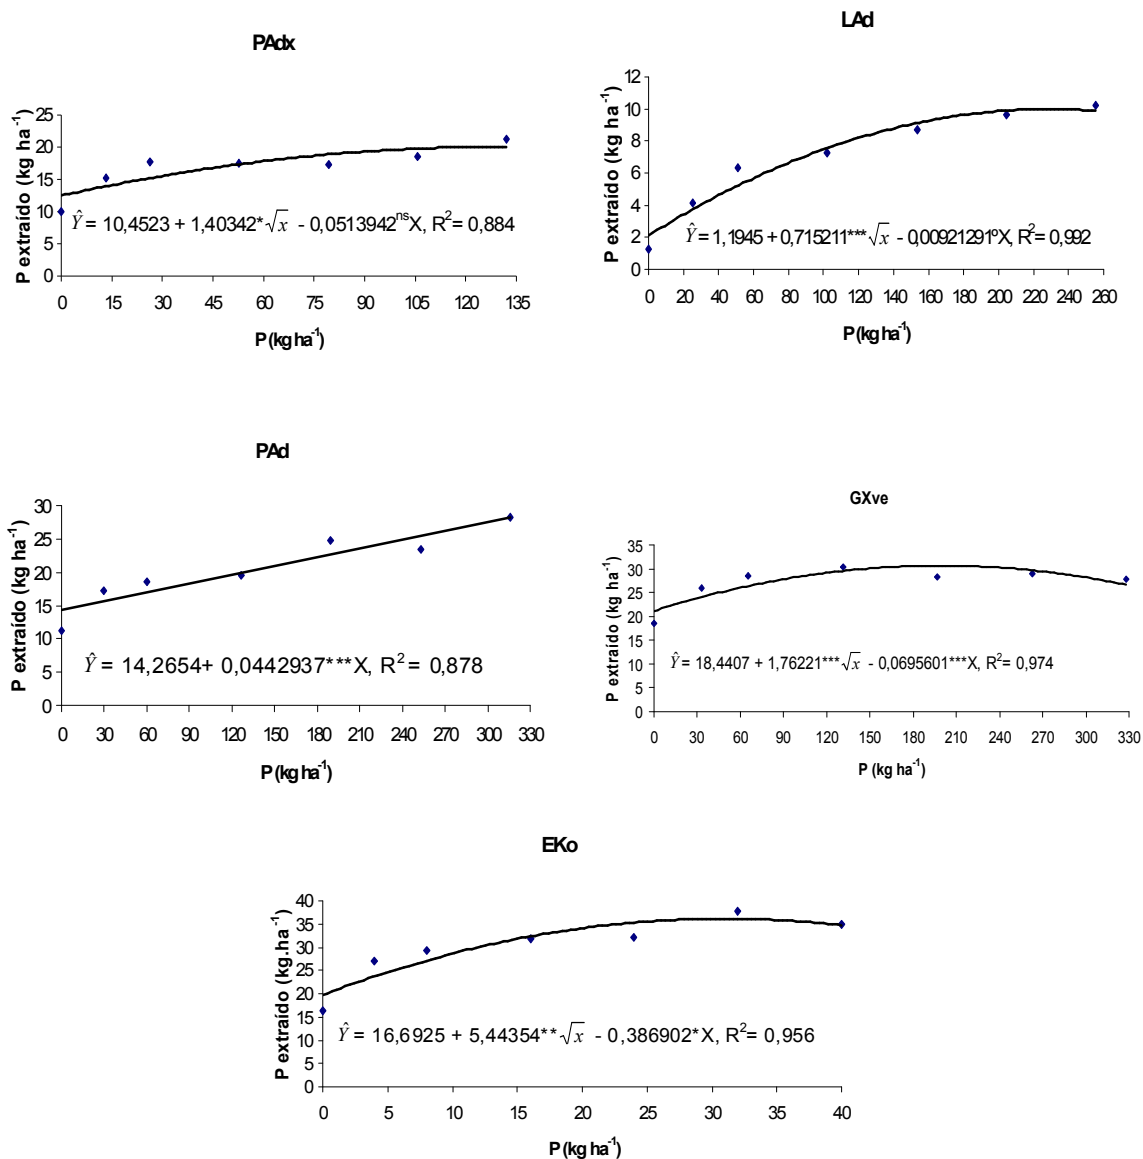 PAdx
P extraído (kg ha⁻¹)
25
20
15
10
5
0
Ŷ = 10,4523 + 1,40342*√x - 0,0513942ⁿˢX, R²= 0,884
0 15 30 45 60 75 90 105 120 135
P (kg ha⁻¹)
LAd
P extraído (kg ha⁻¹)
12
10
8
6
4
2
0
Ŷ = 1,1945 + 0,715211***√x - 0,00921291ºX, R²= 0,992
0 20 40 60 80 100 120 140 160 180 200 220 240 260
P (kg ha⁻¹)
PAd
P extraído (kg ha⁻¹)
30
25
20
15
10
5
0
Ŷ = 14,2654+ 0,0442937***X, R² = 0,878
0 30 60 90 120 150 180 210 240 270 300 330
P (kg ha⁻¹)
GXve
P extraído (kg ha⁻¹)
35
30
25
20
15
10
5
0
Ŷ = 18,4407 + 1,76221***√x - 0,0695601***X, R²= 0,974
0 30 60 90 120 150 180 210 240 270 300 330
P (kg ha⁻¹)
EKo
P extraído (kg.ha⁻¹)
40
35
30
25
20
15
10
5
0
Ŷ = 16,6925 + 5,44354**√x - 0,386902*X, R²= 0,956
0 5 10 15 20 25 30 35 40
P (kg ha⁻¹)